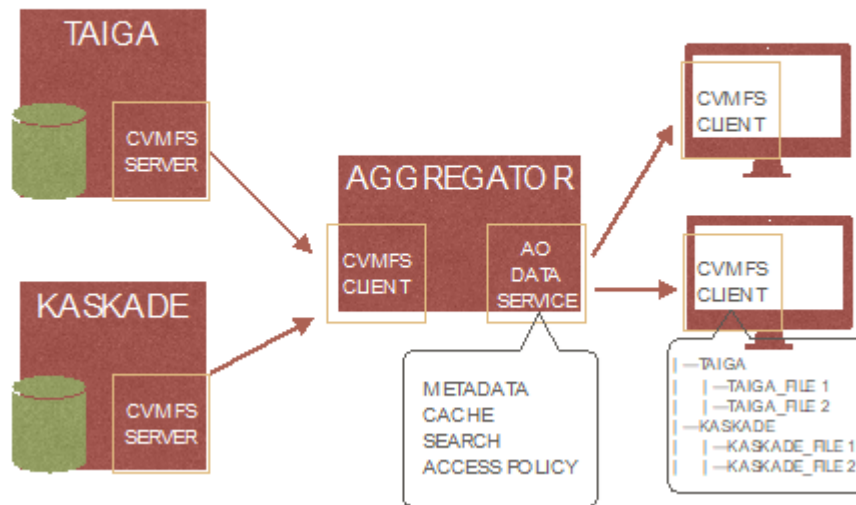 TAIGA
CVMFS
SERVER
KASKADE
CVMFS
SERVER
AGGREGATOR
CVMFS
CLIENT
AO
DATA
SERVICE
METADATA
CACHE
SEARCH
ACCESS POLICY
CVMFS
CLIENT
CVMFS
CLIENT
|—TAIGA
| |—TAIGA_FILE 1
| |—TAIGA_FILE 2
|—KASKADE
| |—KASKADE_FILE 1
| |—KASKADE_FILE 2